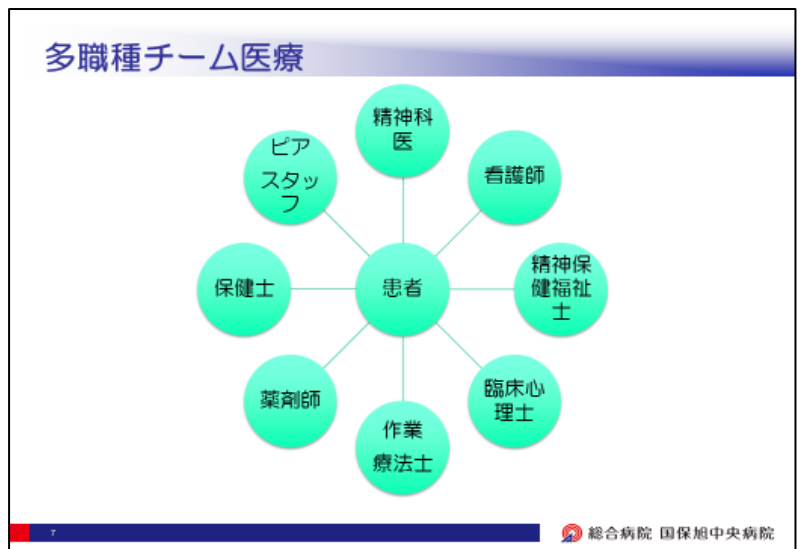 多職種チーム医療
精神科
医
看護師
精神保
健福祉
士
臨床心
理士
作業
療法士
薬剤師
保健士
ピア
スタッ
フ
患者
7
総合病院 国保旭中央病院